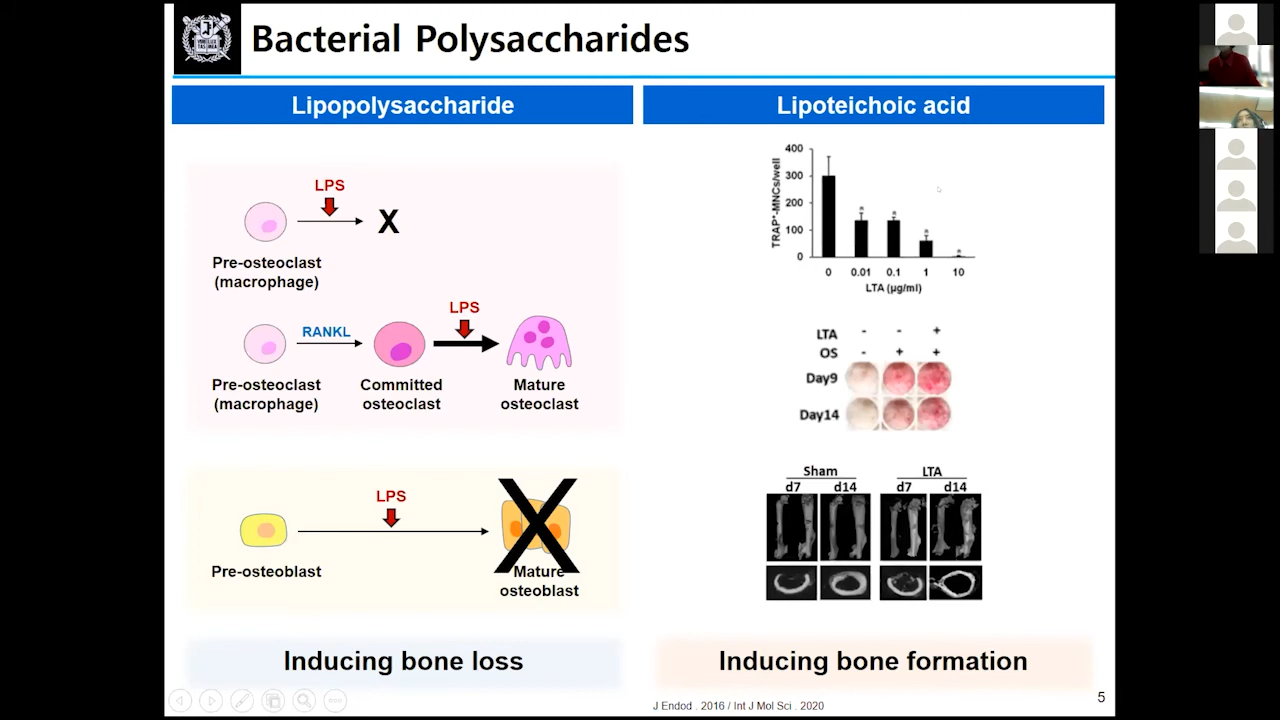 Bacterial Polysaccharides
Lipopolysaccharide
LPS
X
Pre-osteoclast
(macrophage)
LPS
RANKL
Pre-osteoclast
(macrophage)
Committed
osteoclast
Mature
osteoclast
LPS
Pre-osteoblast
Mature
osteoblast
Inducing bone loss
Lipoteichoic acid
TRAP+-MNCs/well
400
300
200
100
0
* * * *
0 0.01 0.1 1 10
LTA (μg/ml)
LTA - - +
OS - + +
Day9
Day14
Sham LTA
d7 d14 d7 d14
Inducing bone formation
J Endod . 2016 / Int J Mol Sci . 2020
5